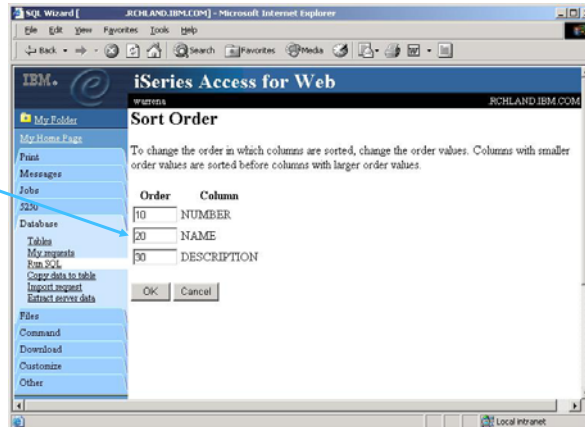 SQL Wizard [ .RCHLAND.IBM.COM] - Microsoft Internet Explorer
File Edit View Favorites Tools Help
Back Search Favorites Media
IBM. iSeries Access for Web
warrena RCHLAND.IBM.COM
My Folder
My Home Page
Print
Messages
Jobs
5250
Database
Tables
My requests
Run SQL
Copy data to table
Import request
Extract server data
Files
Command
Download
Customize
Other
Sort Order
To change the order in which columns are sorted, change the order values. Columns with smaller
order values are sorted before columns with larger order values.
Order Column
10 NUMBER
20 NAME
30 DESCRIPTION
OK Cancel
Local intranet